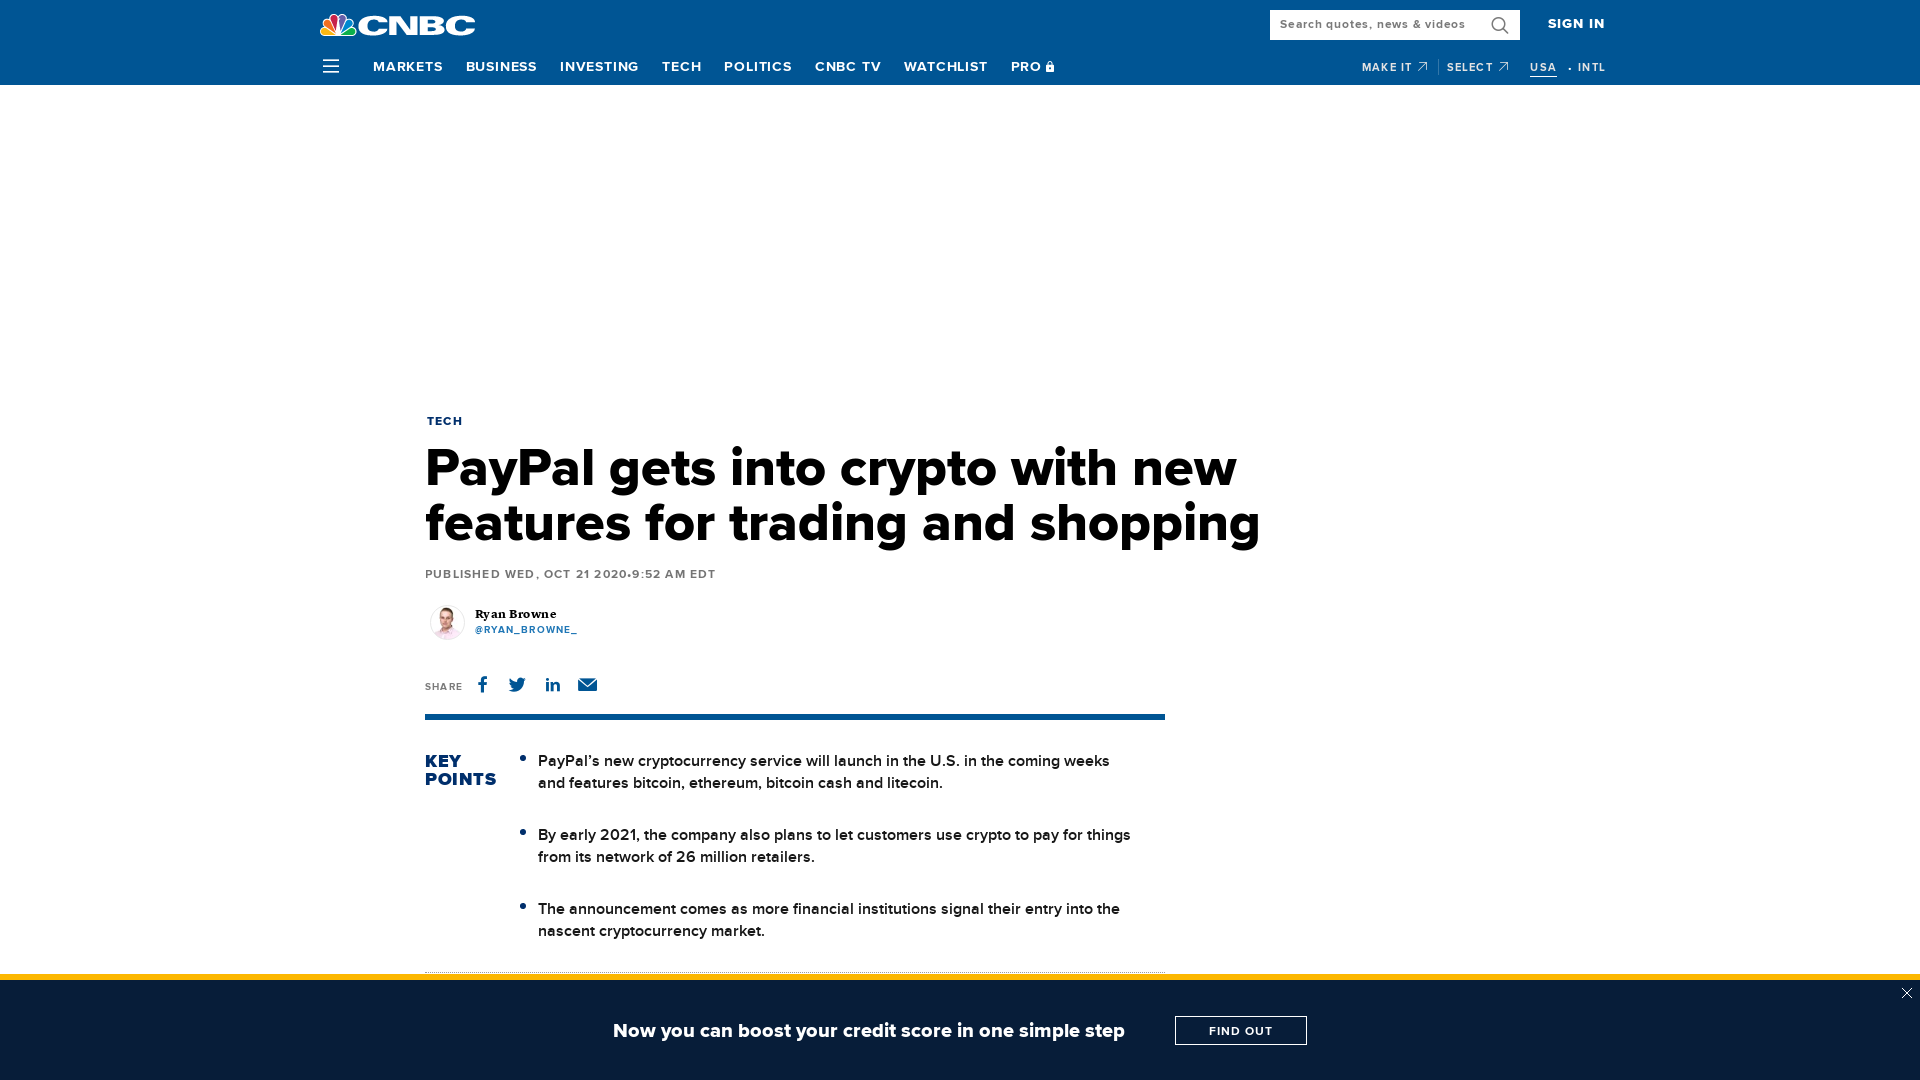 CNBC
Search quotes, news & videos
SIGN IN
MARKETS BUSINESS INVESTING TECH POLITICS CNBC TV WATCHLIST PRO
MAKE IT SELECT USA • INTL
TECH
PayPal gets into crypto with new
features for trading and shopping
PUBLISHED WED, OCT 21 2020•9:52 AM EDT
Ryan Browne
@RYAN_BROWNE_
SHARE
KEY
POINTS
PayPal’s new cryptocurrency service will launch in the U.S. in the coming weeks
and features bitcoin, ethereum, bitcoin cash and litecoin.
By early 2021, the company also plans to let customers use crypto to pay for things
from its network of 26 million retailers.
The announcement comes as more financial institutions signal their entry into the
nascent cryptocurrency market.
Now you can boost your credit score in one simple step
FIND OUT